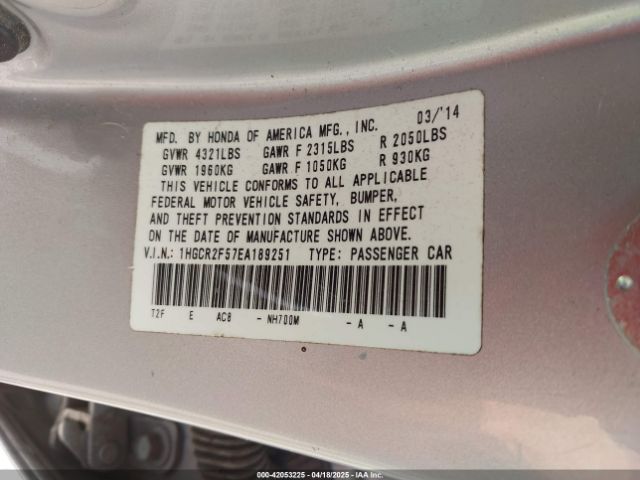 MFD. BY HONDA OF AMERICA MFG., INC. 03/'14
GVWR 4321LBS GAWR F 2315LBS R 2050LBS
GVWR 1960KG GAWR F 1050KG R 930KG
THIS VEHICLE CONFORMS TO ALL APPLICABLE
FEDERAL MOTOR VEHICLE SAFETY, BUMPER,
AND THEFT PREVENTION STANDARDS IN EFFECT
ON THE DATE OF MANUFACTURE SHOWN ABOVE.
V.I.N.: 1HGCR2F57EA189251 TYPE: PASSENGER CAR
T2F E AC8 - NH700M - A - A
000-42053225 - 04/18/2025 - IAAI Inc.